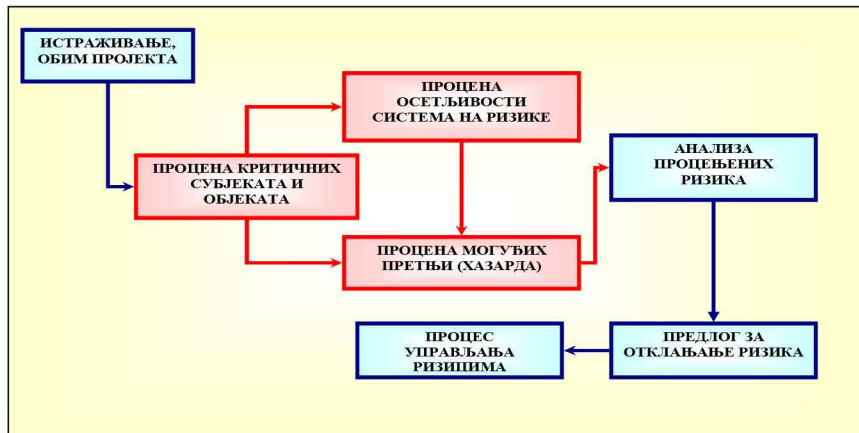 ИСТРАЖИВАЊЕ,
ОБИМ ПРОЈЕКТА
ПРОЦЕНА
ОСЕТЉИВОСТИ
СИСТЕМА НА РИЗИКЕ
ПРОЦЕНА КРИТИЧНИХ
СУБЈЕКАТА И
ОБЈЕКАТА
ПРОЦЕНА МОГУЂИХ
ПРЕТЊИ (ХАЗАРДА)
АНАЛИЗА
ПРОЦЕЊЕНИХ
РИЗИКА
ПРЕДЛОГ ЗА
ОТКЛАЊАЊЕ РИЗИКА
ПРОЦЕС
УПРАВЉАЊА
РИЗИЦИМА